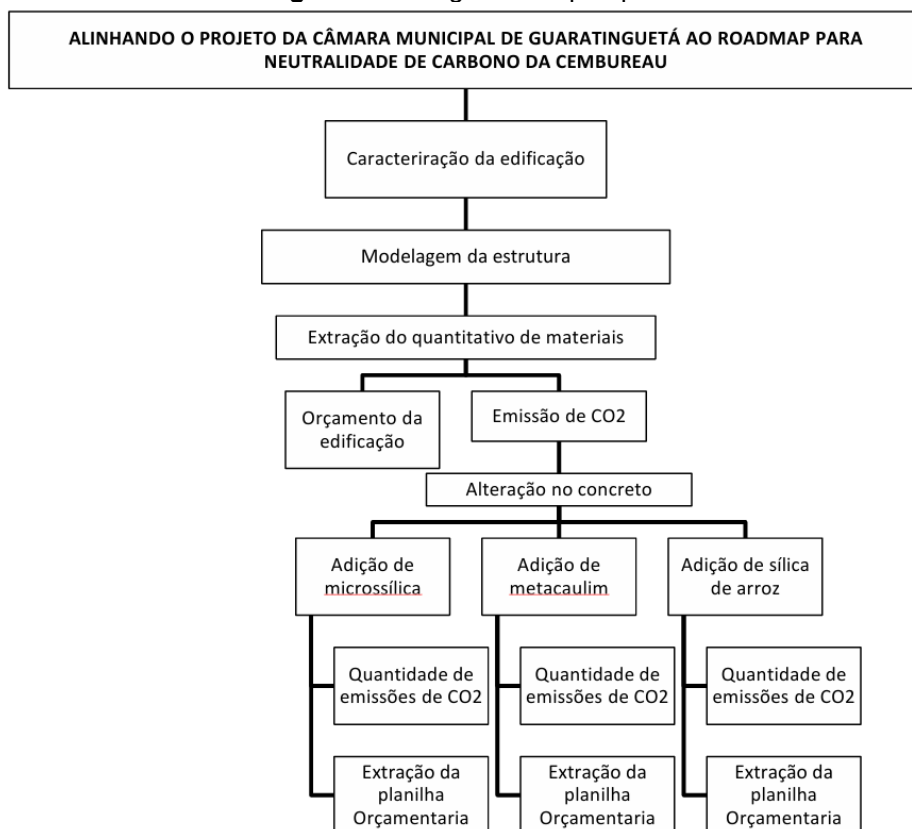 ALINHANDO O PROJETO DA CÂMARA MUNICIPAL DE GUARATINGUETÁ AO ROADMAP PARA
NEUTRALIDADE DE CARBONO DA CEMBUREAU
Caracteriração da edificação
Modelagem da estrutura
Extração do quantitativo de materiais
Orçamento da
edificação
Emissão de CO2
Alteração no concreto
Adição de
microssílica
Adição de
metacaulim
Adição de sílica
de arroz
Quantidade de
emissões de CO2
Quantidade de
emissões de CO2
Quantidade de
emissões de CO2
Extração da
planilha
Orçamentaria
Extração da
planilha
Orçamentaria
Extração da
planilha
Orçamentaria